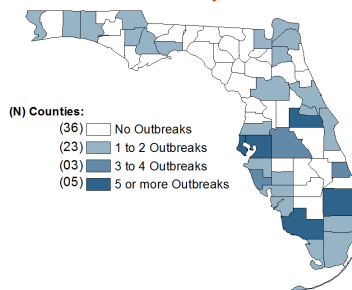 (N) Counties:
(36) No Outbreaks
(23) 1 to 2 Outbreaks
(03) 3 to 4 Outbreaks
(05) 5 or more Outbreaks